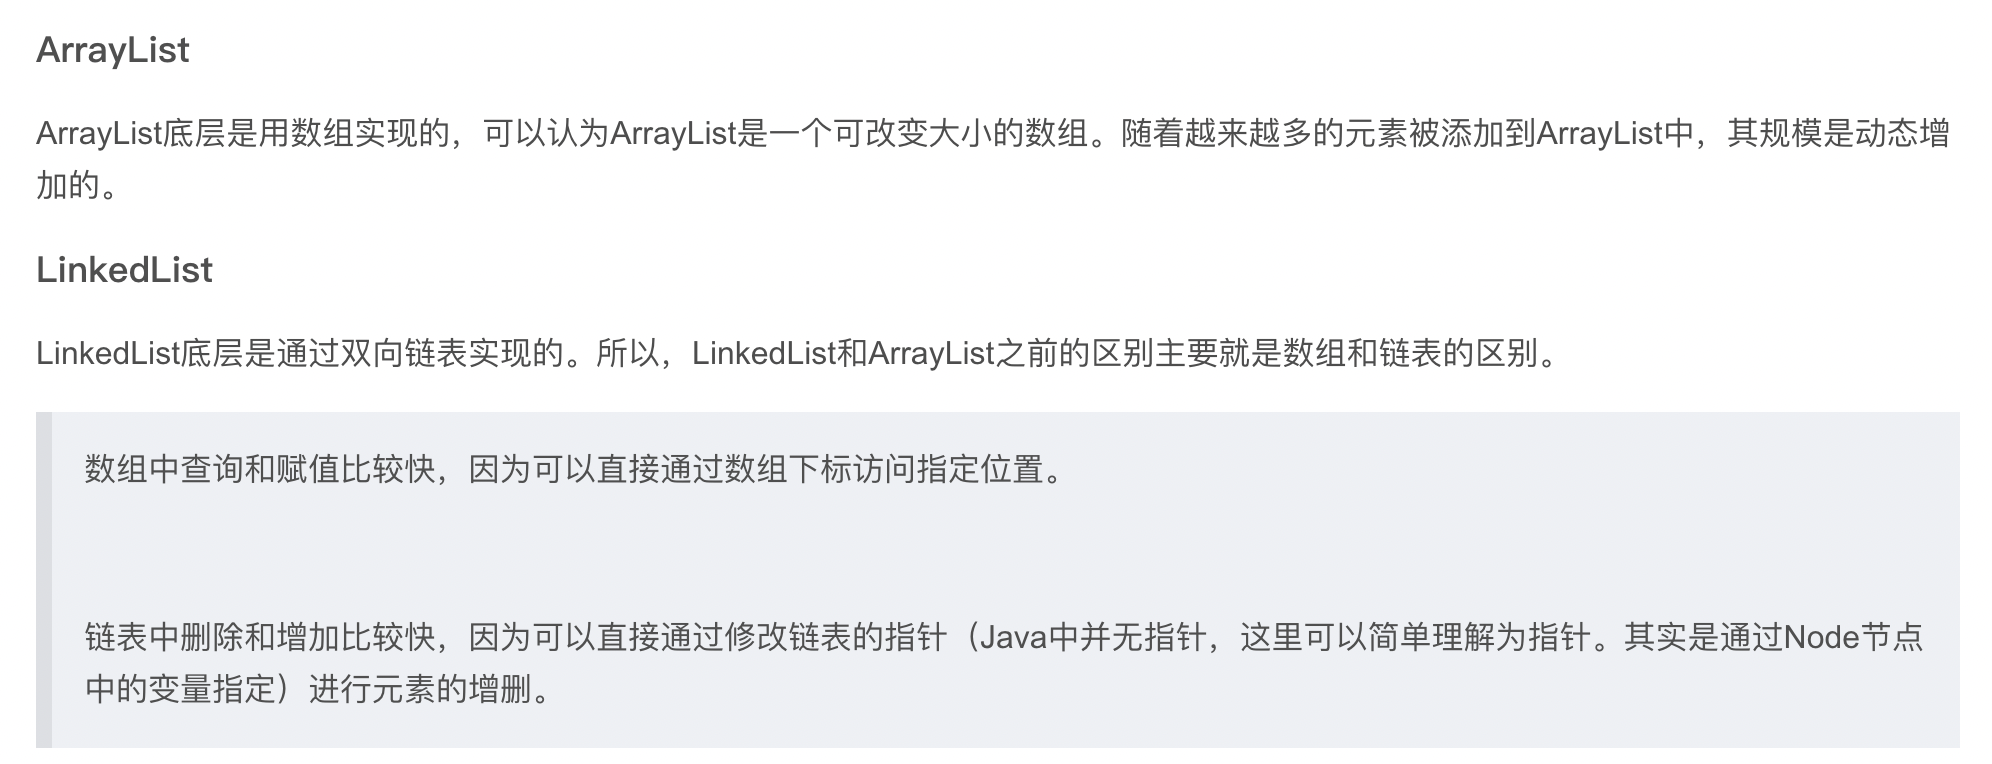 ArrayList
ArrayList底层是用数组实现的，可以认为ArrayList是一个可改变大小的数组。随着越来越多的元素被添加到ArrayList中，其规模是动态增
加的。
LinkedList
LinkedList底层是通过双向链表实现的。所以，LinkedList和ArrayList之前的区别主要就是数组和链表的区别。
数组中查询和赋值比较快，因为可以直接通过数组下标访问指定位置。
链表中删除和增加比较快，因为可以直接通过修改链表的指针（Java中并无指针，这里可以简单理解为指针。其实是通过Node节点
中的变量指定）进行元素的增删。